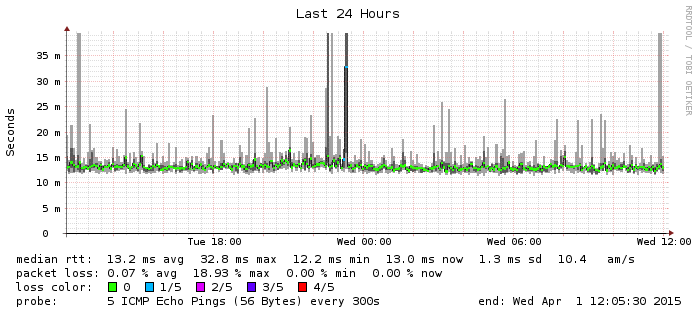 Last 24 Hours
RRDTOOL / TOBI OETIKER
Seconds
35 m
30 m
25 m
20 m
15 m
10 m
5 m
0
Tue 18:00 Wed 00:00 Wed 06:00 Wed 12:00
median rtt: 13.2 ms avg 32.8 ms max 12.2 ms min 13.0 ms now 1.3 ms sd 10.4 am/s
packet loss: 0.07 % avg 18.93 % max 0.00 % min 0.00 % now
loss color: 0 1/5 2/5 3/5 4/5
probe: 5 ICMP Echo Pings (56 Bytes) every 300s end: Wed Apr 1 12:05:30 2015